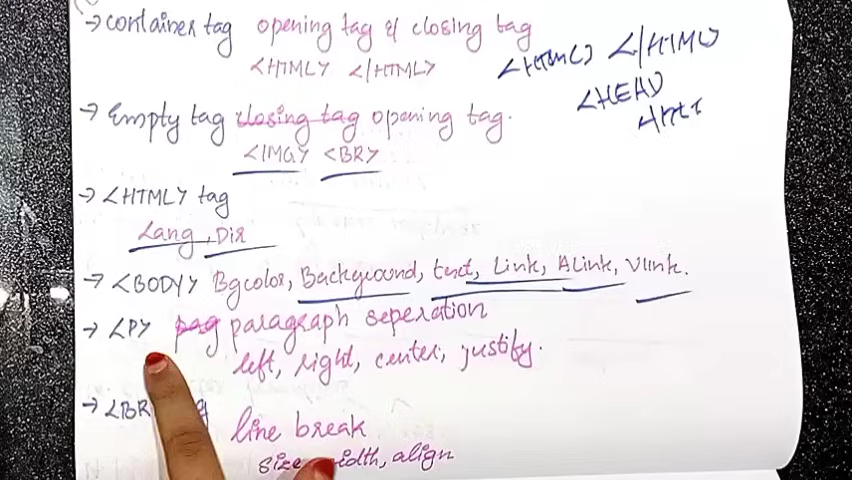 → container tag opening tag & closing tag
<HTML> </HTML>
<HTML> </HTML>
<HEAD>
→ Empty tag closing tag opening tag.
<IMG> <BR>
→ <HTML> tag
Lang, Dir
→ <BODY> Bgcolor, Background, text, Link, ALink, Vlink.
→ <P> pag paragraph seperation
left, right, center, justify.
→ <BR
line break
size, width, align